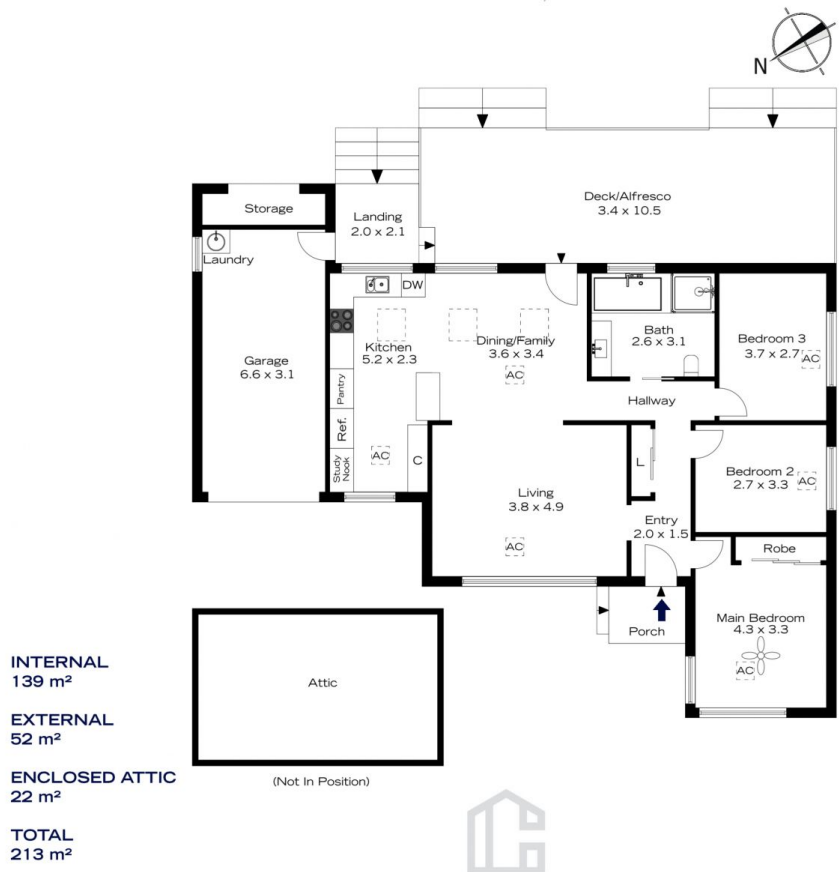 N
Storage
Landing
2.0 x 2.1
Deck/Alfresco
3.4 x 10.5
Laundry
DW
Garage
6.6 x 3.1
Kitchen
5.2 x 2.3
Dining/Family
3.6 x 3.4
AC
Bath
2.6 x 3.1
Bedroom 3
3.7 x 2.7
AC
Pantry
Ref.
Study
Nook
AC
C
Hallway
Living
3.8 x 4.9
AC
L
Entry
2.0 x 1.5
Bedroom 2
2.7 x 3.3
AC
Robe
Main Bedroom
4.3 x 3.3
AC
Porch
Attic
(Not In Position)
INTERNAL
139 m²
EXTERNAL
52 m²
ENCLOSED ATTIC
22 m²
TOTAL
213 m²